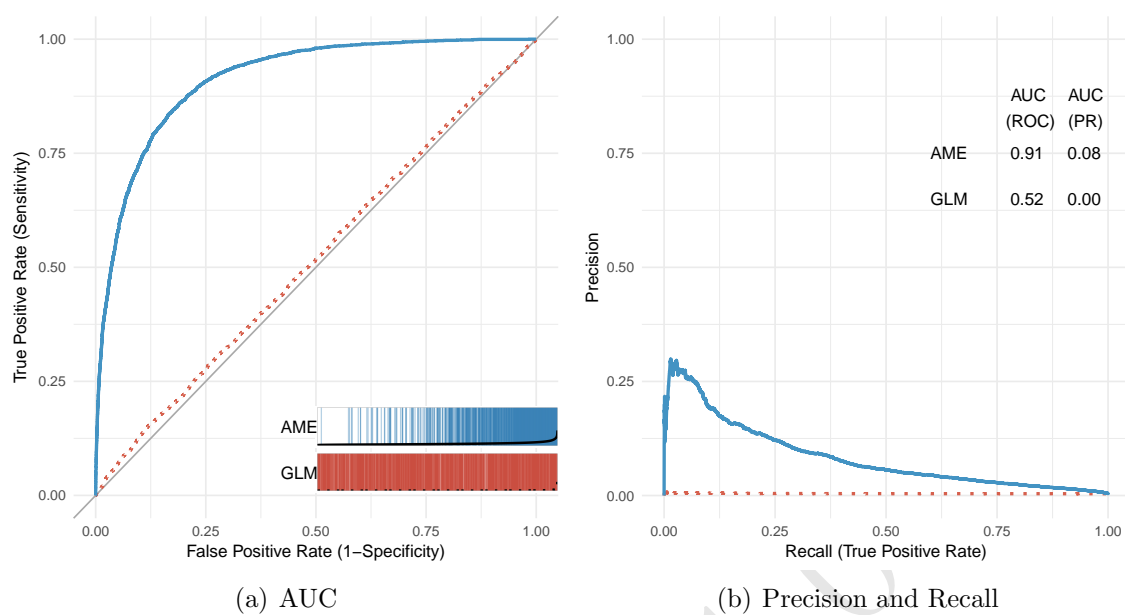 1.00
0.75
0.50
0.25
0.00
True Positive Rate (Sensitivity)
AME
GLM
0.00 0.25 0.50 0.75 1.00
False Positive Rate (1−Specificity)
(a) AUC
1.00
0.75
0.50
0.25
0.00
Precision
AUC AUC
(ROC) (PR)
AME 0.91 0.08
GLM 0.52 0.00
0.00 0.25 0.50 0.75 1.00
Recall (True Positive Rate)
(b) Precision and Recall